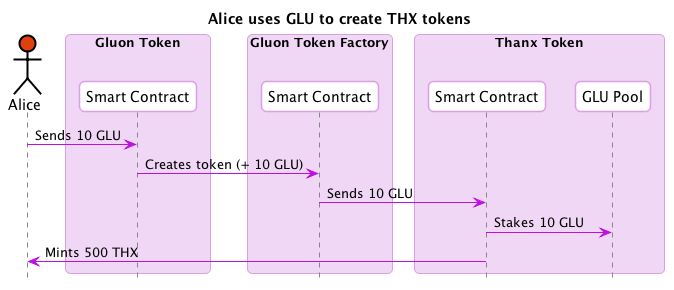 Alice uses GLU to create THX tokens
Gluon Token
Gluon Token Factory
Thanx Token
Alice
Smart Contract
Smart Contract
Smart Contract
GLU Pool
Sends 10 GLU
Creates token (+ 10 GLU)
Sends 10 GLU
Stakes 10 GLU
Mints 500 THX